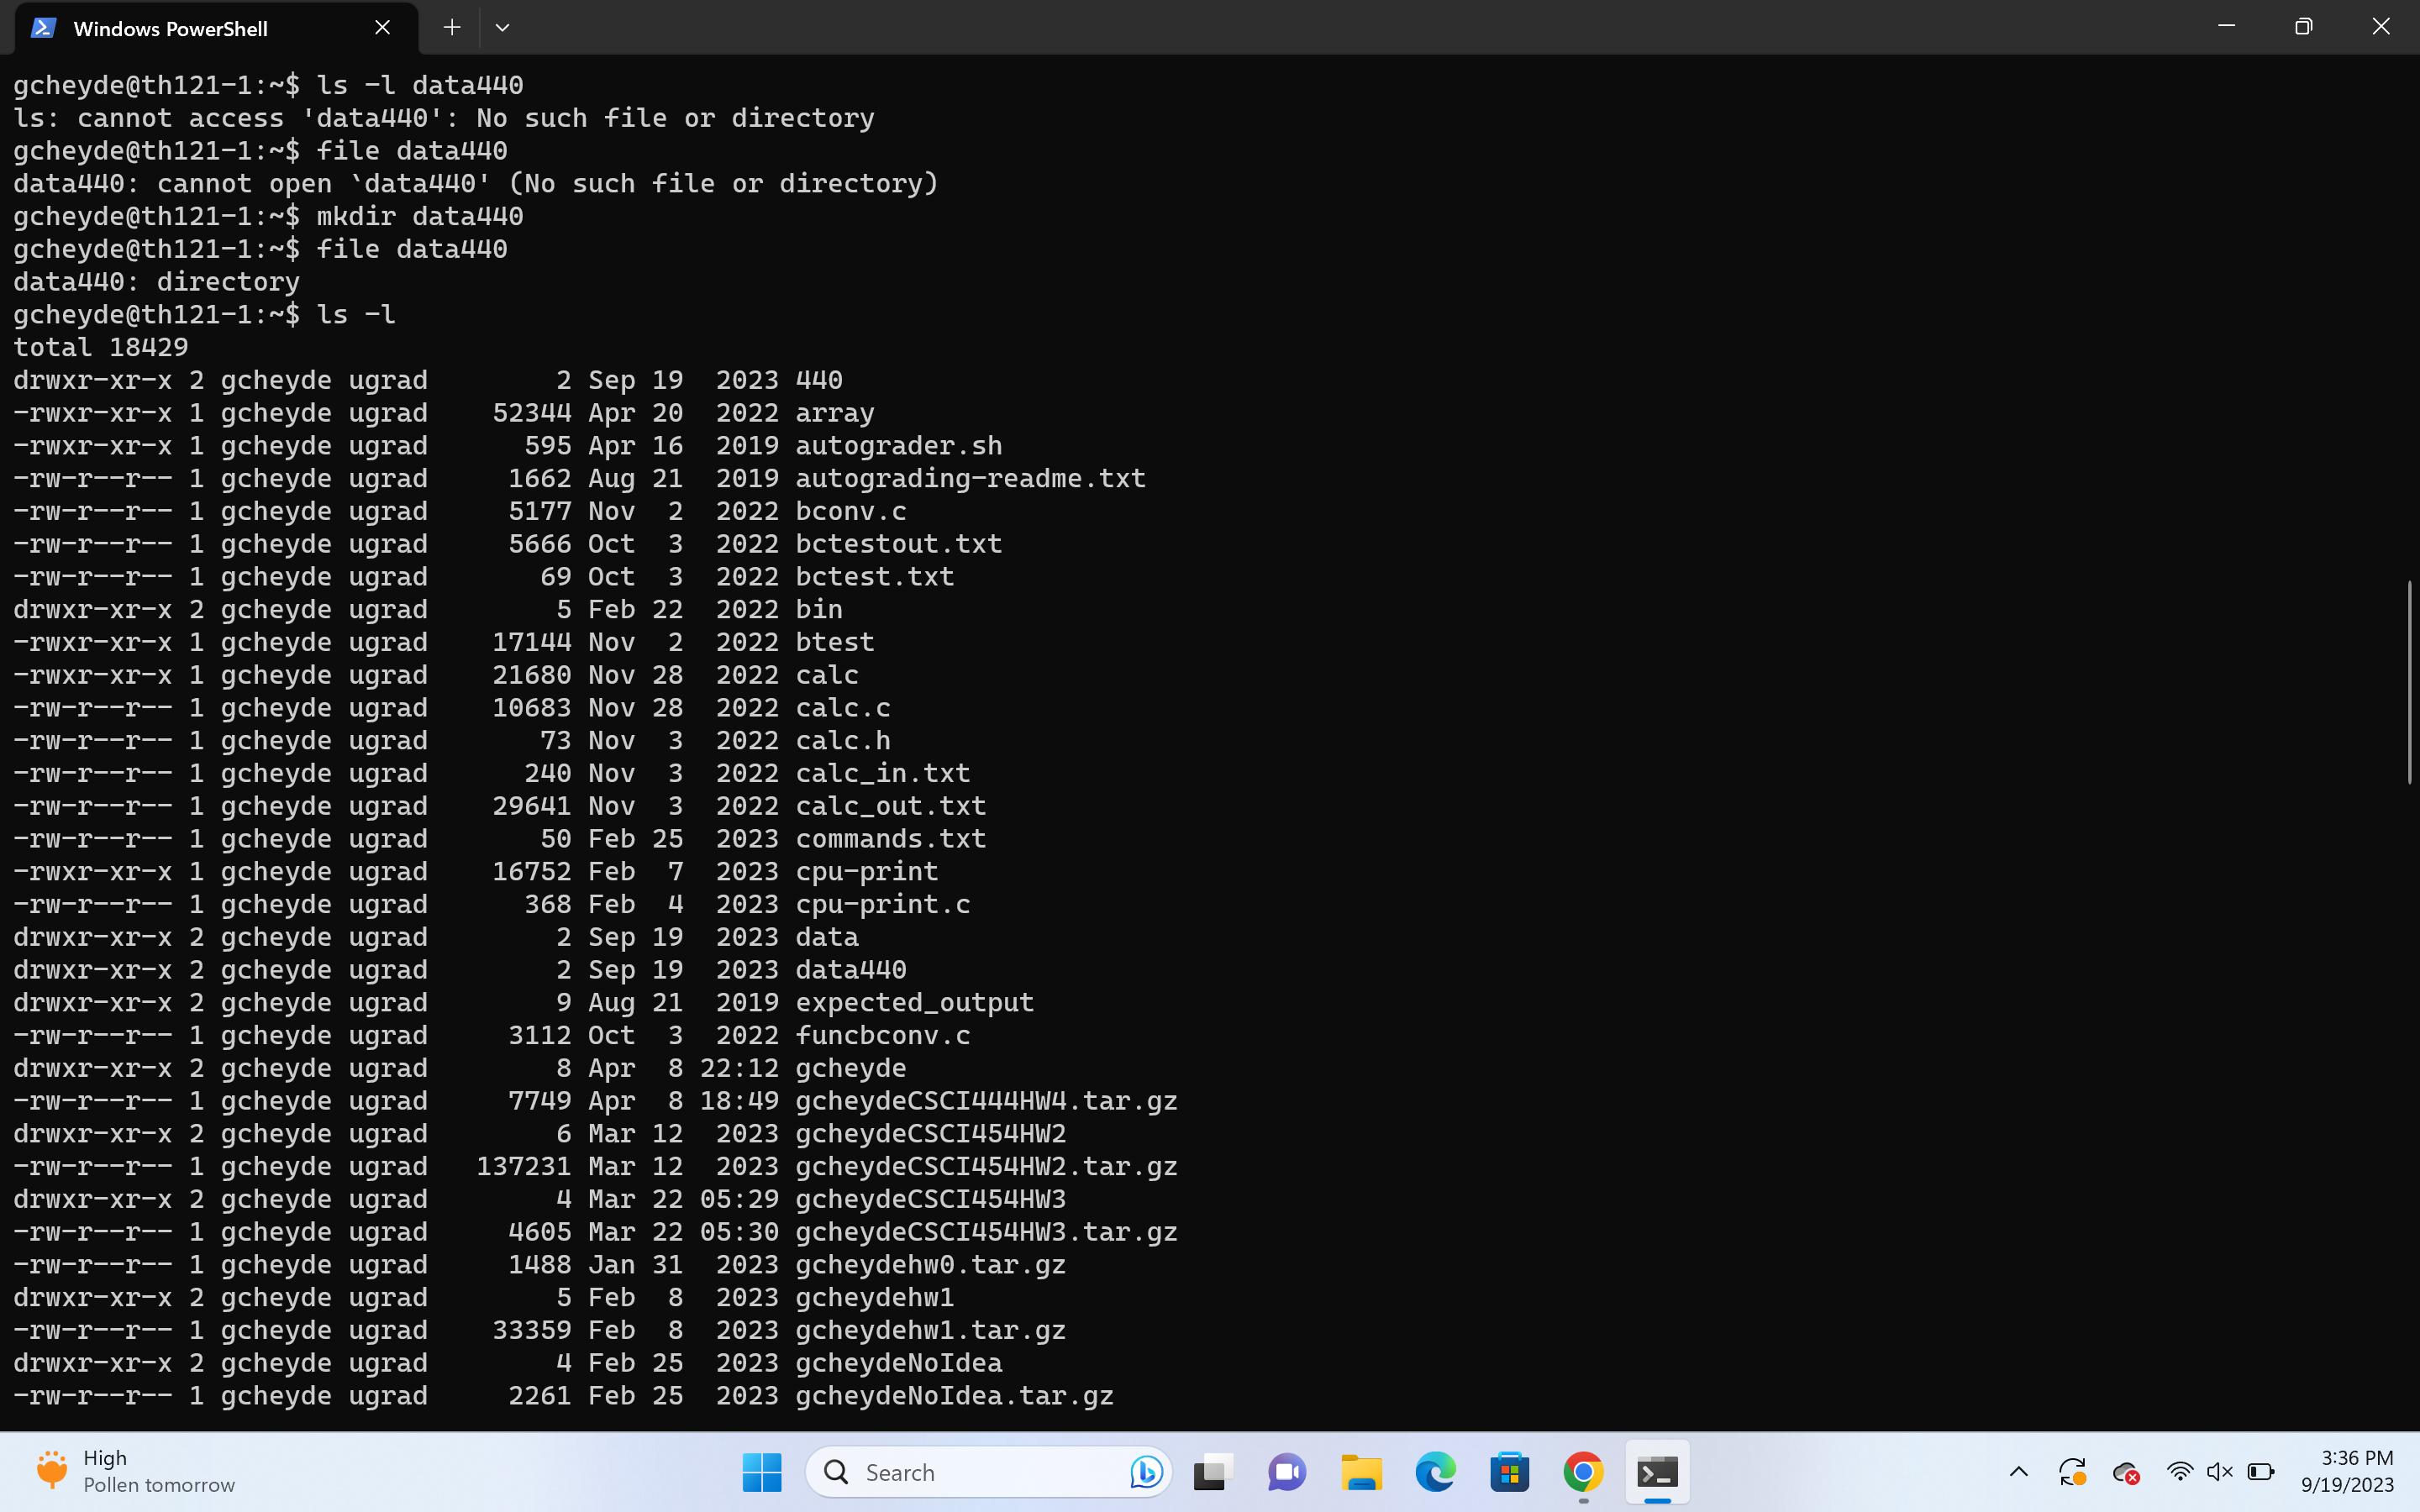 Windows PowerShell
gcheyde@th121-1:~$ ls -l data440
ls: cannot access 'data440': No such file or directory
gcheyde@th121-1:~$ file data440
data440: cannot open `data440' (No such file or directory)
gcheyde@th121-1:~$ mkdir data440
gcheyde@th121-1:~$ file data440
data440: directory
gcheyde@th121-1:~$ ls -l
total 18429
drwxr-xr-x 2 gcheyde ugrad        2 Sep 19  2023 440
-rwxr-xr-x 1 gcheyde ugrad    52344 Apr 20  2022 array
-rwxr-xr-x 1 gcheyde ugrad      595 Apr 16  2019 autograder.sh
-rw-r--r-- 1 gcheyde ugrad     1662 Aug 21  2019 autograding-readme.txt
-rw-r--r-- 1 gcheyde ugrad     5177 Nov  2  2022 bconv.c
-rw-r--r-- 1 gcheyde ugrad     5666 Oct  3  2022 bctestout.txt
-rw-r--r-- 1 gcheyde ugrad       69 Oct  3  2022 bctest.txt
drwxr-xr-x 2 gcheyde ugrad        5 Feb 22  2022 bin
-rwxr-xr-x 1 gcheyde ugrad    17144 Nov  2  2022 btest
-rwxr-xr-x 1 gcheyde ugrad    21680 Nov 28  2022 calc
-rw-r--r-- 1 gcheyde ugrad    10683 Nov 28  2022 calc.c
-rw-r--r-- 1 gcheyde ugrad       73 Nov  3  2022 calc.h
-rw-r--r-- 1 gcheyde ugrad      240 Nov  3  2022 calc_in.txt
-rw-r--r-- 1 gcheyde ugrad    29641 Nov  3  2022 calc_out.txt
-rw-r--r-- 1 gcheyde ugrad       50 Feb 25  2023 commands.txt
-rwxr-xr-x 1 gcheyde ugrad    16752 Feb  7  2023 cpu-print
-rw-r--r-- 1 gcheyde ugrad      368 Feb  4  2023 cpu-print.c
drwxr-xr-x 2 gcheyde ugrad        2 Sep 19  2023 data
drwxr-xr-x 2 gcheyde ugrad        2 Sep 19  2023 data440
drwxr-xr-x 2 gcheyde ugrad        9 Aug 21  2019 expected_output
-rw-r--r-- 1 gcheyde ugrad     3112 Oct  3  2022 funcbconv.c
drwxr-xr-x 2 gcheyde ugrad        8 Apr  8 22:12 gcheyde
-rw-r--r-- 1 gcheyde ugrad     7749 Apr  8 18:49 gcheydeCSCI444HW4.tar.gz
drwxr-xr-x 2 gcheyde ugrad        6 Mar 12  2023 gcheydeCSCI454HW2
-rw-r--r-- 1 gcheyde ugrad   137231 Mar 12  2023 gcheydeCSCI454HW2.tar.gz
drwxr-xr-x 2 gcheyde ugrad        4 Mar 22 05:29 gcheydeCSCI454HW3
-rw-r--r-- 1 gcheyde ugrad     4605 Mar 22 05:30 gcheydeCSCI454HW3.tar.gz
-rw-r--r-- 1 gcheyde ugrad     1488 Jan 31  2023 gcheydehw0.tar.gz
drwxr-xr-x 2 gcheyde ugrad        5 Feb  8  2023 gcheydehw1
-rw-r--r-- 1 gcheyde ugrad    33359 Feb  8  2023 gcheydehw1.tar.gz
drwxr-xr-x 2 gcheyde ugrad        4 Feb 25  2023 gcheydeNoIdea
-rw-r--r-- 1 gcheyde ugrad     2261 Feb 25  2023 gcheydeNoIdea.tar.gz
High
Pollen tomorrow
Search
3:36 PM
9/19/2023